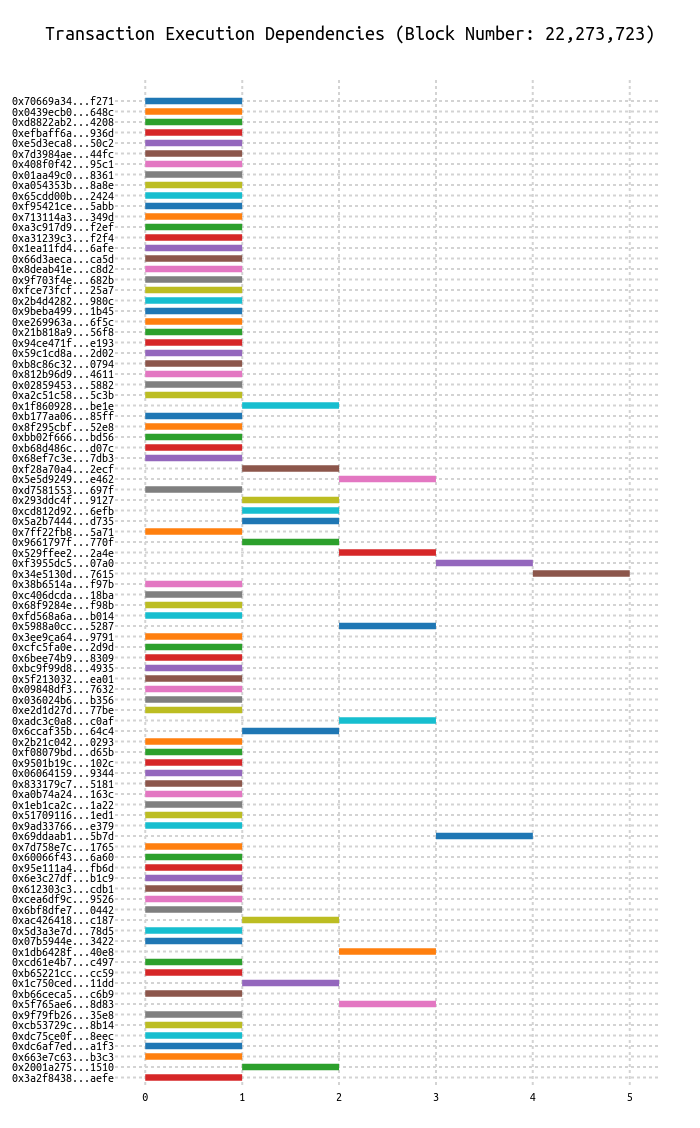 Transaction Execution Dependencies (Block Number: 22,273,723)
0x70669a34...f271
0x0439ecb0...648c
0xd8822ab2...4208
0xefbaff6a...936d
0xe5d3eca8...50c2
0x7d3984ae...44fc
0x408f0f42...95c1
0x01aa49c0...8361
0xa054353b...8a8e
0x65cdd00b...2424
0xf95421ce...5abb
0x713114a3...349d
0xa3c917d9...f2ef
0xa31239c3...f2f4
0x1ea11fd4...6afe
0x66d3aeca...ca5d
0x8deab41e...c8d2
0x9f703f4e...682b
0xfce73fcf...25a7
0x2b4d4282...980c
0x9beba499...1b45
0xe269963a...6f5c
0x21b818a9...56f8
0x94ce471f...e193
0x59c1cd8a...2d02
0xb8c86c32...0794
0x812b96d9...4611
0x02859453...5882
0xa2c51c58...5c3b
0x1f860928...be1e
0xb177aa06...85ff
0x8f295cbf...52e8
0xbb02f666...bd56
0xb68d486c...d07c
0x68ef7c3e...7db3
0xf28a70a4...2ecf
0x5e5d9249...e462
0xd7581553...697f
0x293ddc4f...9127
0xcd812d92...6efb
0x5a2b7444...d735
0x7ff22fb8...5a71
0x9661797f...770f
0x529ffee2...2a4e
0xf3955dc5...07a0
0x34e5130d...7615
0x38b6514a...f97b
0xc406dcda...18ba
0x68f9284e...f98b
0xfd568a6a...b014
0x5988a0cc...5287
0x3ee9ca64...9791
0xcfc5fa0e...2d9d
0x6bee74b9...8309
0xbc9f99d8...4935
0x5f213032...ea01
0x09848df3...7632
0x036024b6...b356
0xe2d1d27d...77be
0xadc3c0a8...c0af
0x6ccaf35b...64c4
0x2b21c042...0293
0xf08079bd...d65b
0x9501b19c...102c
0x06064159...9344
0x833179c7...5181
0xa0b74a24...163c
0x1eb1ca2c...1a22
0x51709116...1ed1
0x9ad33766...e379
0x69ddaab1...5b7d
0x7d758e7c...1765
0x60066f43...6a60
0x95e111a4...fb6d
0x6e3c27df...b1c9
0x612303c3...cdb1
0xcea6df9c...9526
0x6bf8dfe7...0442
0xac426418...c187
0x5d3a3e7d...78d5
0x07b5944e...3422
0x1db6428f...40e8
0xcd61e4b7...c497
0xb65221cc...cc59
0x1c750ced...11dd
0xb66ceca5...c6b9
0x5f765ae6...8d83
0x9f79fb26...35e8
0xcb53729c...8b14
0xdc75ce0f...8eec
0xdc6af7ed...a1f3
0x663e7c63...b3c3
0x2001a275...1510
0x3a2f8438...aefe
0 1 2 3 4 5